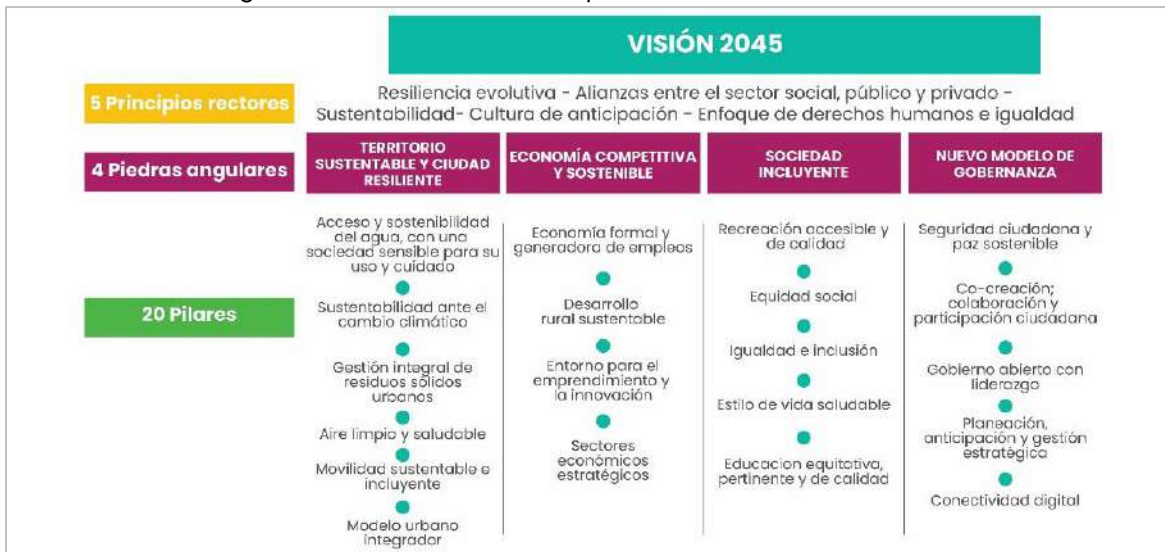 VISIÓN 2045
5 Principios rectores
Resiliencia evolutiva - Alianzas entre el sector social, público y privado -
Sustentabilidad- Cultura de anticipación - Enfoque de derechos humanos e igualdad
4 Piedras angulares
TERRITORIO
SUSTENTABLE Y CIUDAD
RESILIENTE
ECONOMÍA COMPETITIVA
Y SOSTENIBLE
SOCIEDAD
INCLUYENTE
NUEVO MODELO DE
GOBERNANZA
20 Pilares
Acceso y sostenibilidad
del agua, con una
sociedad sensible para su
uso y cuidado
Sustentabilidad ante el
cambio climático
Gestión integral de
residuos sólidos
urbanos
Aire limpio y saludable
Movilidad sustentable e
incluyente
Modelo urbano
integrador
Economía formal y
generadora de empleos
Desarrollo
rural sustentable
Entorno para el
emprendimiento y
la innovación
Sectores
económicos
estratégicos
Recreación accesible y
de calidad
Equidad social
Igualdad e inclusión
Estilo de vida saludable
Educacion equitativa,
pertinente y de calidad
Seguridad ciudadana y
paz sostenible
Co-creación;
colaboración y
participación ciudadana
Gobierno abierto con
liderazgo
Planeación,
anticipación y gestión
estratégica
Conectividad digital